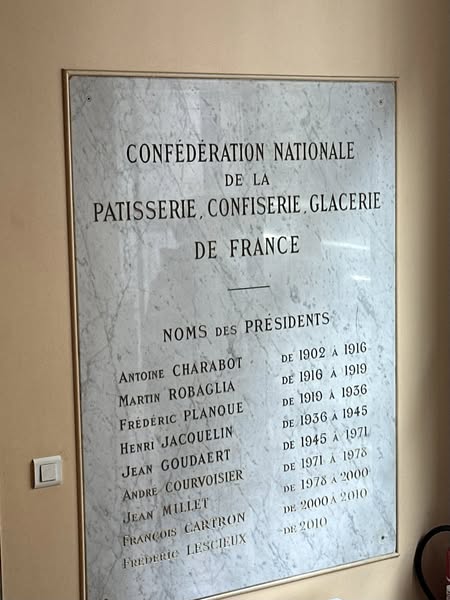 CONFÉDÉRATION NATIONALE
DE LA
PATISSERIE, CONFISERIE, GLACERIE
DE FRANCE
NOMS DES PRÉSIDENTS
ANTOINE CHARABOT DE 1902 À 1916
MARTIN ROBAGLIA DE 1916 À 1919
FRÉDÉRIC PLANQUE DE 1919 À 1936
HENRI JACQUELIN DE 1936 À 1945
JEAN GOUDAERT DE 1945 À 1971
ANDRÉ COURVOISIER DE 1971 À 1978
JEAN MILLET DE 1978 À 2000
FRANÇOIS CARTRON DE 2000 À 2010
FRÉDÉRIC LESCIEUX DE 2010